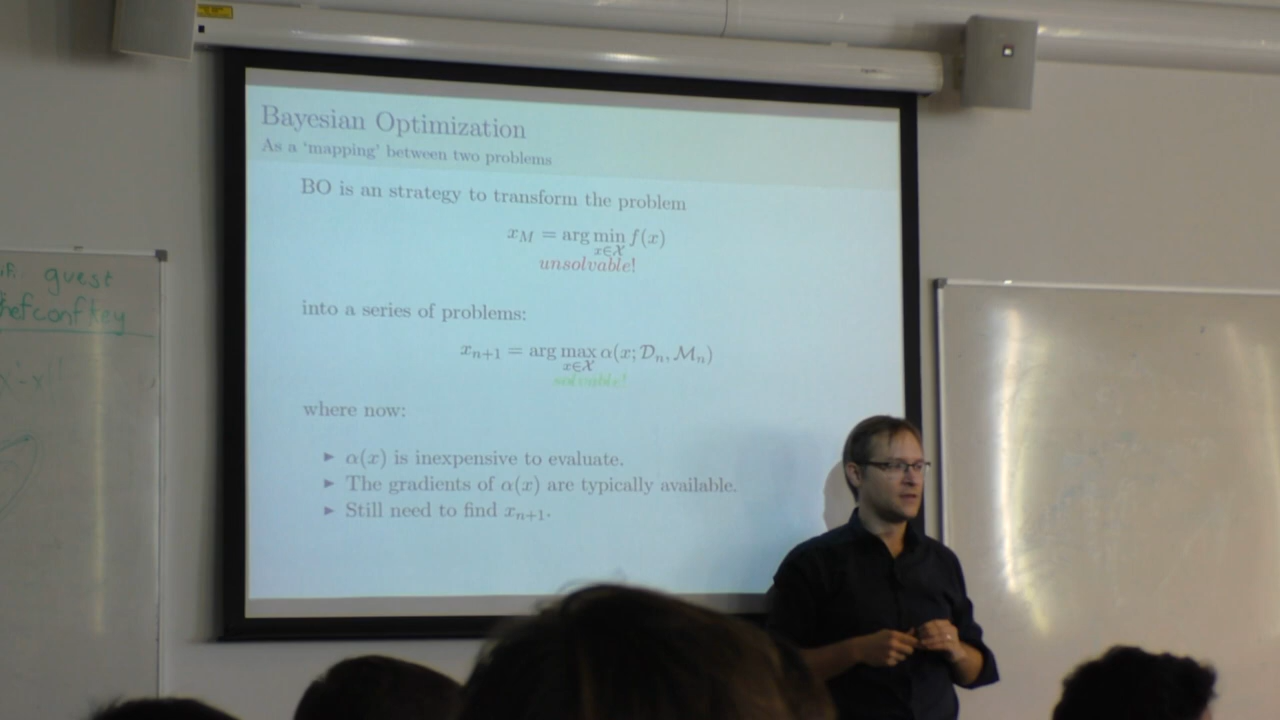 Bayesian Optimization
As a 'mapping' between two problems
BO is an strategy to transform the problem
x_M = arg min f(x)
x∈𝒳
unsolvable!
into a series of problems:
x_{n+1} = arg max α(x; 𝒟_n, ℳ_n)
x∈𝒳
solvable!
where now:
► α(x) is inexpensive to evaluate.
► The gradients of α(x) are typically available.
► Still need to find x_{n+1}.
guest